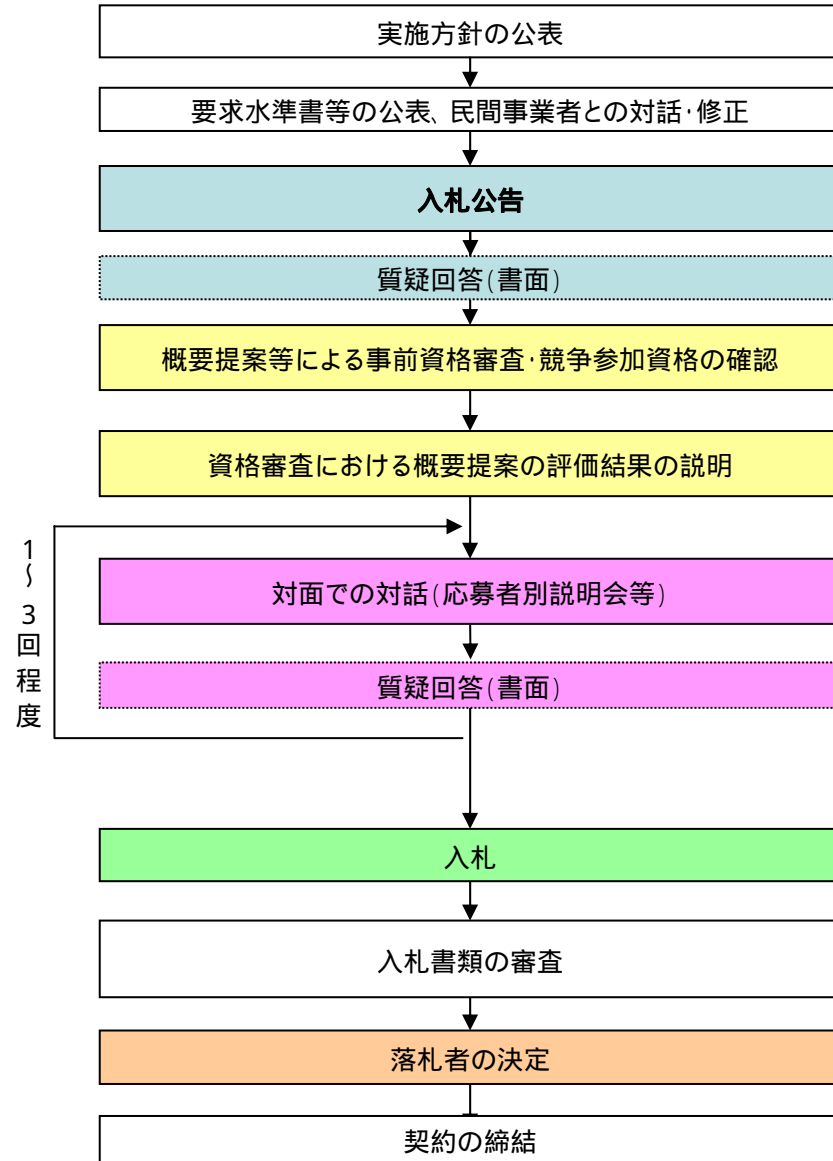 実施方針の公表
要求水準書等の公表、民間事業者との対話・修正
入札公告
質疑回答(書面)
概要提案等による事前資格審査・競争参加資格の確認
資格審査における概要提案の評価結果の説明
1～3回程度
対面での対話(応募者別説明会等)
質疑回答(書面)
入札
入札書類の審査
落札者の決定
契約の締結